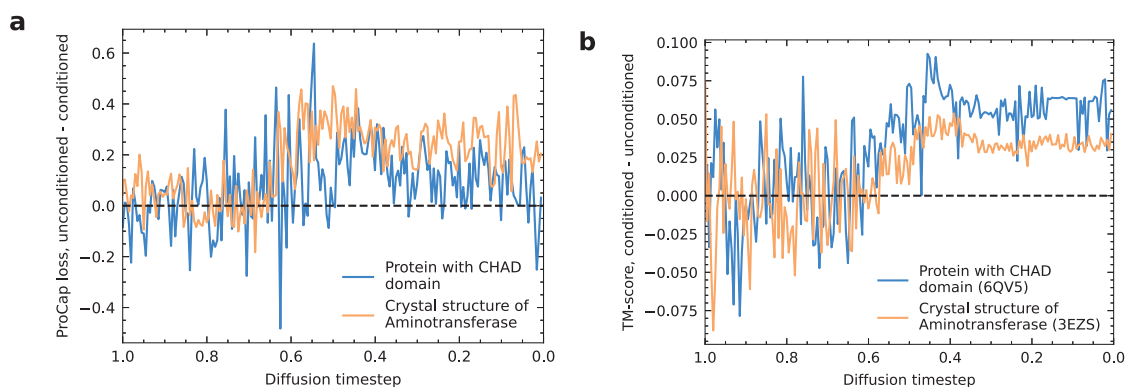 a
ProCap loss, unconditioned - conditioned
0.6
0.4
0.2
0.0
−0.2
−0.4
Protein with CHAD
domain
Crystal structure of
Aminotransferase
1.0 0.8 0.6 0.4 0.2 0.0
Diffusion timestep
b
TM-score, conditioned - unconditioned
0.100
0.075
0.050
0.025
0.000
−0.025
−0.050
−0.075
Protein with CHAD
domain (6QV5)
Crystal structure of
Aminotransferase (3EZS)
1.0 0.8 0.6 0.4 0.2 0.0
Diffusion timestep